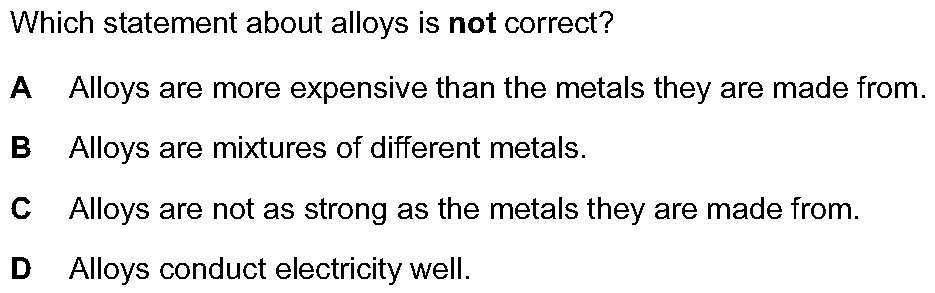 Which statement about alloys is not correct?
A Alloys are more expensive than the metals they are made from.
B Alloys are mixtures of different metals.
C Alloys are not as strong as the metals they are made from.
D Alloys conduct electricity well.